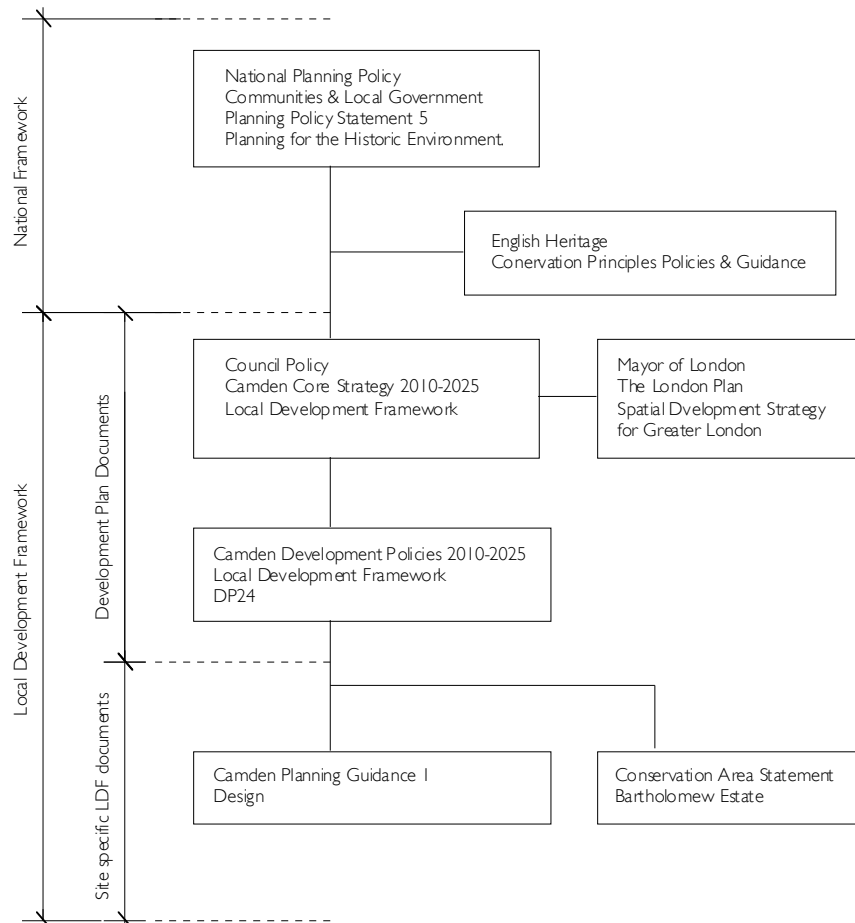 National Framework
National Planning Policy
Communities & Local Government
Planning Policy Statement 5
Planning for the Historic Environment.
English Heritage
Conervation Principles Policies & Guidance
Local Development Framework
Development Plan Documents
Council Policy
Camden Core Strategy 2010-2025
Local Development Framework
Mayor of London
The London Plan
Spatial Dvelopment Strategy
for Greater London
Camden Development Policies 2010-2025
Local Development Framework
DP24
Site specific LDF documents
Camden Planning Guidance 1
Design
Conservation Area Statement
Bartholomew Estate